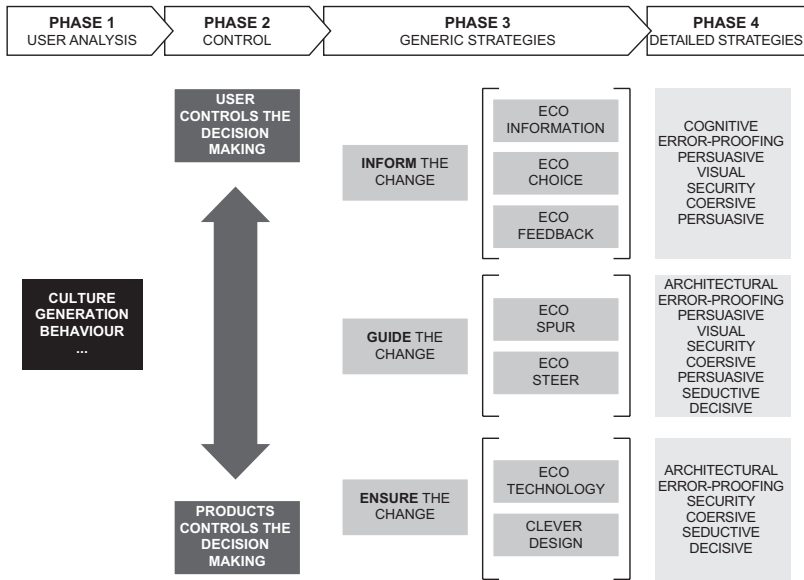 PHASE 1
USER ANALYSIS
PHASE 2
CONTROL
PHASE 3
GENERIC STRATEGIES
PHASE 4
DETAILED STRATEGIES
CULTURE
GENERATION
BEHAVIOUR
...
USER
CONTROLS THE
DECISION
MAKING
PRODUCTS
CONTROLS THE
DECISION
MAKING
INFORM THE
CHANGE
ECO
INFORMATION
ECO
CHOICE
ECO
FEEDBACK
COGNITIVE
ERROR-PROOFING
PERSUASIVE
VISUAL
SECURITY
COERSIVE
PERSUASIVE
GUIDE THE
CHANGE
ECO
SPUR
ECO
STEER
ARCHITECTURAL
ERROR-PROOFING
PERSUASIVE
VISUAL
SECURITY
COERSIVE
PERSUASIVE
SEDUCTIVE
DECISIVE
ENSURE THE
CHANGE
ECO
TECHNOLOGY
CLEVER
DESIGN
ARCHITECTURAL
ERROR-PROOFING
SECURITY
COERSIVE
SEDUCTIVE
DECISIVE